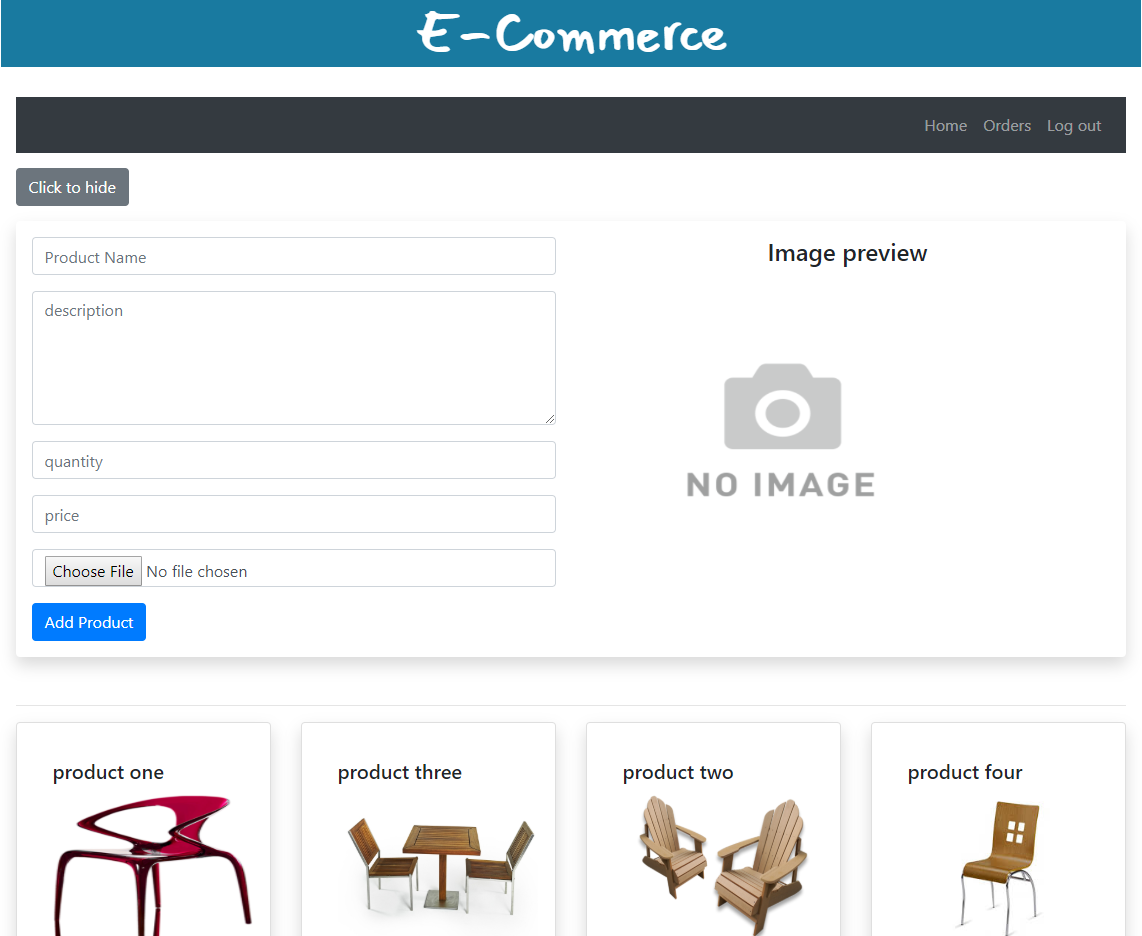 E-Commerce
Home Orders Log out
Click to hide
Product Name
description
quantity
price
Choose File No file chosen
Add Product
Image preview
NO IMAGE
product one
product three
product two
product four